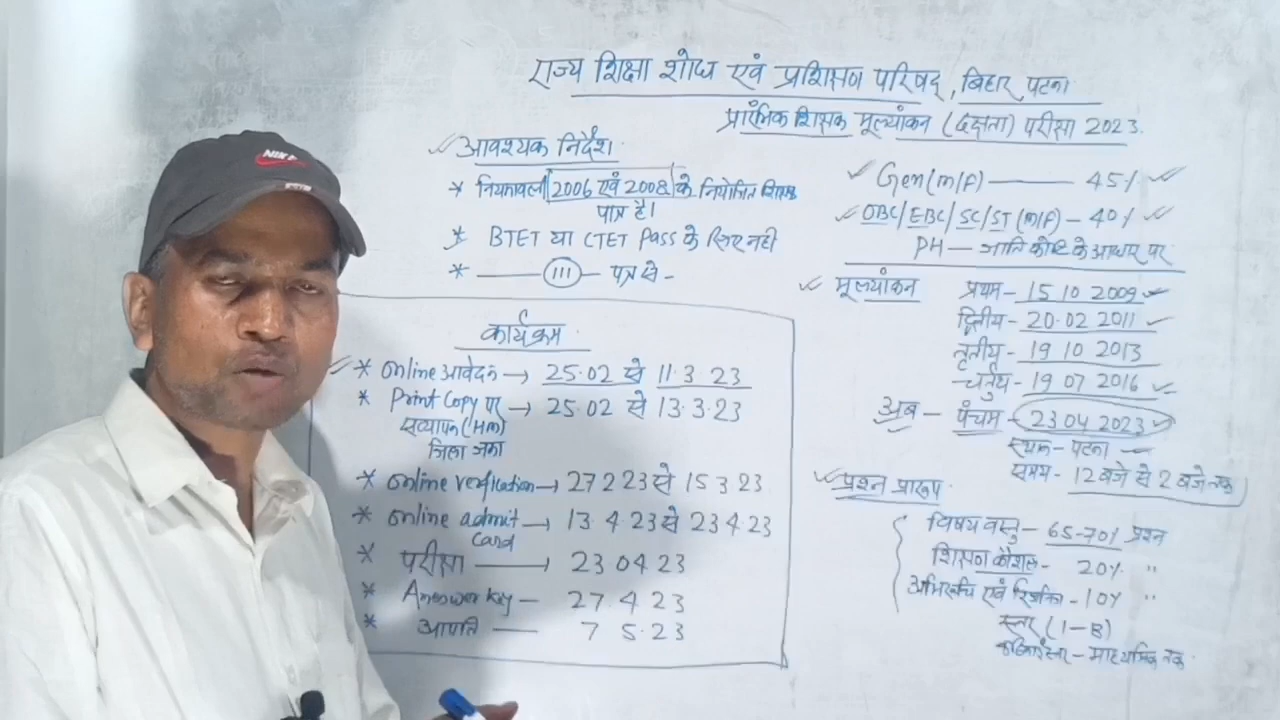 राज्य शिक्षा शोध एवं प्रशिक्षण परिषद, बिहार, पटना
प्रारंभिक शिक्षक मूल्यांकन (दक्षता) परीक्षा 2023.
NIKE
आवश्यक निर्देश
* नियमावली 2006 एवं 2008 के नियोजित शिक्षक
पात्र है।
* BTET या CTET Pass के लिए नहीं
* —— (III) — पत्र से -
Gen(m/F) —— 45%
OBC/EBC/SC/ST (m/F) - 40%
PH — जाति कोटि के आधार पर
मूल्यांकन
प्रथम - 15 10 2009
द्वितीय - 20.02 2011
तृतीय - 19 10 2013
चतुर्थ - 19 07 2016
अब - पंचम 23 04 2023
स्थान - पटना
समय - 12 बजे से 2 बजे तक
कार्यक्रम
* online आवेदन → 25.02 से 11.3 23
* Print Copy पर → 25.02 से 13.3.23
सत्यापन (Hm)
जिला जमा
* online verfication → 27 2 23 से 15 3 23
* online admit → 13. 4.23 से 23 4.23
Card
* परीक्षा → 23 04 23
* Answer key - 27.4 23
* आपति — 7 5.23
प्रश्न प्रारूप
विषय वस्तु - 65-70% प्रश्न
शिक्षण कौशल - 20% "
अभिरुचि एवं - 10% "
स्तर (1-8)
माध्यमिक तक